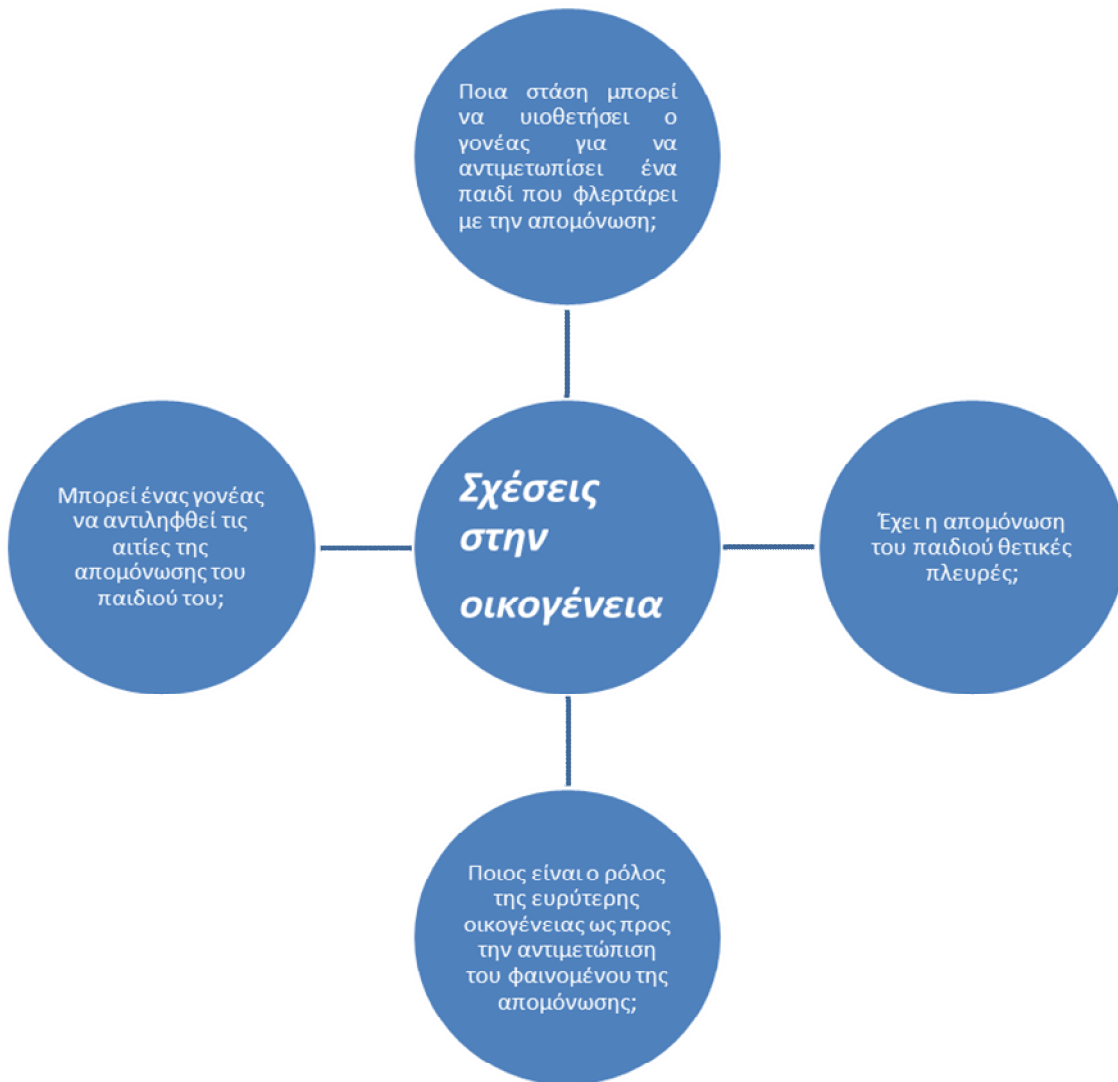 Ποια στάση μπορεί
να υιοθετήσει ο
γονέας για να
αντιμετωπίσει ένα
παιδί που φλερτάρει
με την απομόνωση;
Μπορεί ένας γονέας
να αντιληφθεί τις
αιτίες της
απομόνωσης του
παιδιού του;
Σχέσεις
στην
οικογένεια
Έχει η απομόνωση
του παιδιού θετικές
πλευρές;
Ποιος είναι ο ρόλος
της ευρύτερης
οικογένειας ως προς
την αντιμετώπιση
του φαινομένου της
απομόνωσης;